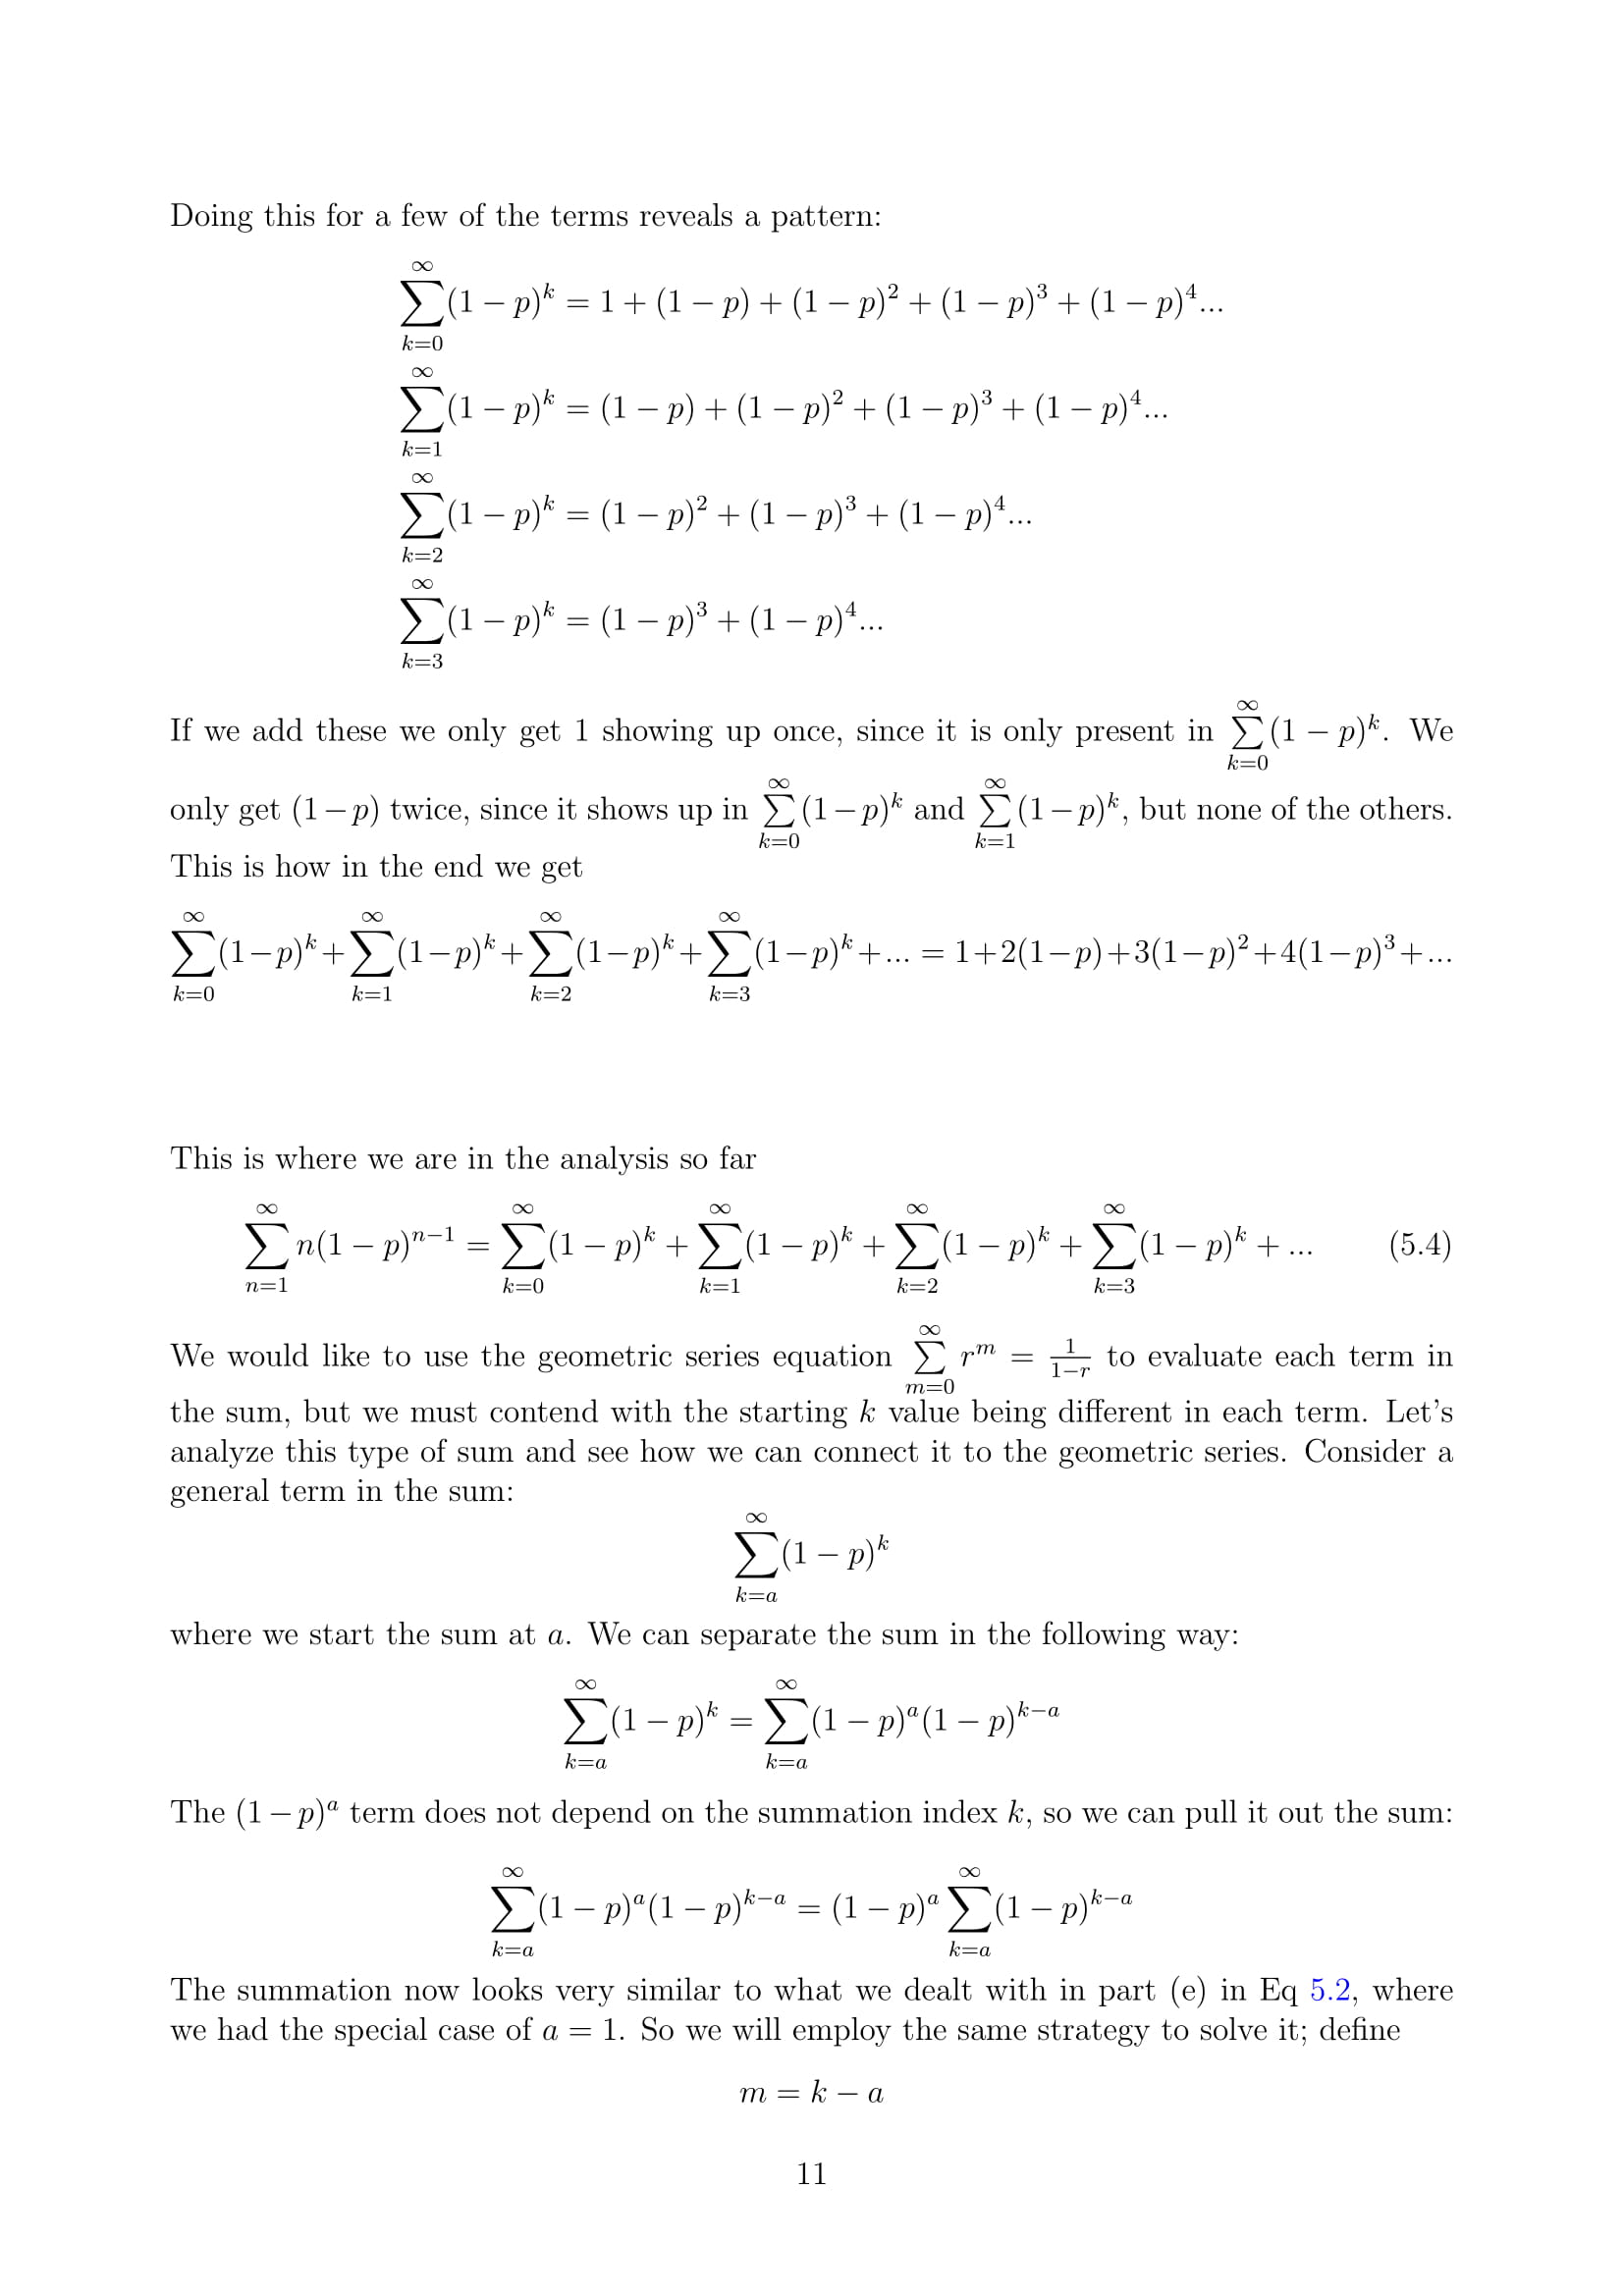 Doing this for a few of the terms reveals a pattern:
$\sum_{k=0}^{\infty}(1-p)^k = 1 + (1-p) + (1-p)^2 + (1-p)^3 + (1-p)^4...$
$\sum_{k=1}^{\infty}(1-p)^k = (1-p) + (1-p)^2 + (1-p)^3 + (1-p)^4...$
$\sum_{k=2}^{\infty}(1-p)^k = (1-p)^2 + (1-p)^3 + (1-p)^4...$
$\sum_{k=3}^{\infty}(1-p)^k = (1-p)^3 + (1-p)^4...$
If we add these we only get 1 showing up once, since it is only present in $\sum_{k=0}^{\infty}(1-p)^k$. We
only get $(1-p)$ twice, since it shows up in $\sum_{k=0}^{\infty}(1-p)^k$ and $\sum_{k=1}^{\infty}(1-p)^k$, but none of the others.
This is how in the end we get
$\sum_{k=0}^{\infty}(1-p)^k + \sum_{k=1}^{\infty}(1-p)^k + \sum_{k=2}^{\infty}(1-p)^k + \sum_{k=3}^{\infty}(1-p)^k + ... = 1 + 2(1-p) + 3(1-p)^2 + 4(1-p)^3 + ...$
This is where we are in the analysis so far
$\sum_{n=1}^{\infty} n(1-p)^{n-1} = \sum_{k=0}^{\infty}(1-p)^k + \sum_{k=1}^{\infty}(1-p)^k + \sum_{k=2}^{\infty}(1-p)^k + \sum_{k=3}^{\infty}(1-p)^k + ...$ (5.4)
We would like to use the geometric series equation $\sum_{m=0}^{\infty} r^m = \frac{1}{1-r}$ to evaluate each term in
the sum, but we must contend with the starting $k$ value being different in each term. Let's
analyze this type of sum and see how we can connect it to the geometric series. Consider a
general term in the sum:
$\sum_{k=a}^{\infty}(1-p)^k$
where we start the sum at $a$. We can separate the sum in the following way:
$\sum_{k=a}^{\infty}(1-p)^k = \sum_{k=a}^{\infty}(1-p)^a(1-p)^{k-a}$
The $(1-p)^a$ term does not depend on the summation index $k$, so we can pull it out the sum:
$\sum_{k=a}^{\infty}(1-p)^a(1-p)^{k-a} = (1-p)^a \sum_{k=a}^{\infty}(1-p)^{k-a}$
The summation now looks very similar to what we dealt with in part (e) in Eq 5.2, where
we had the special case of $a = 1$. So we will employ the same strategy to solve it; define
$m = k - a$
11